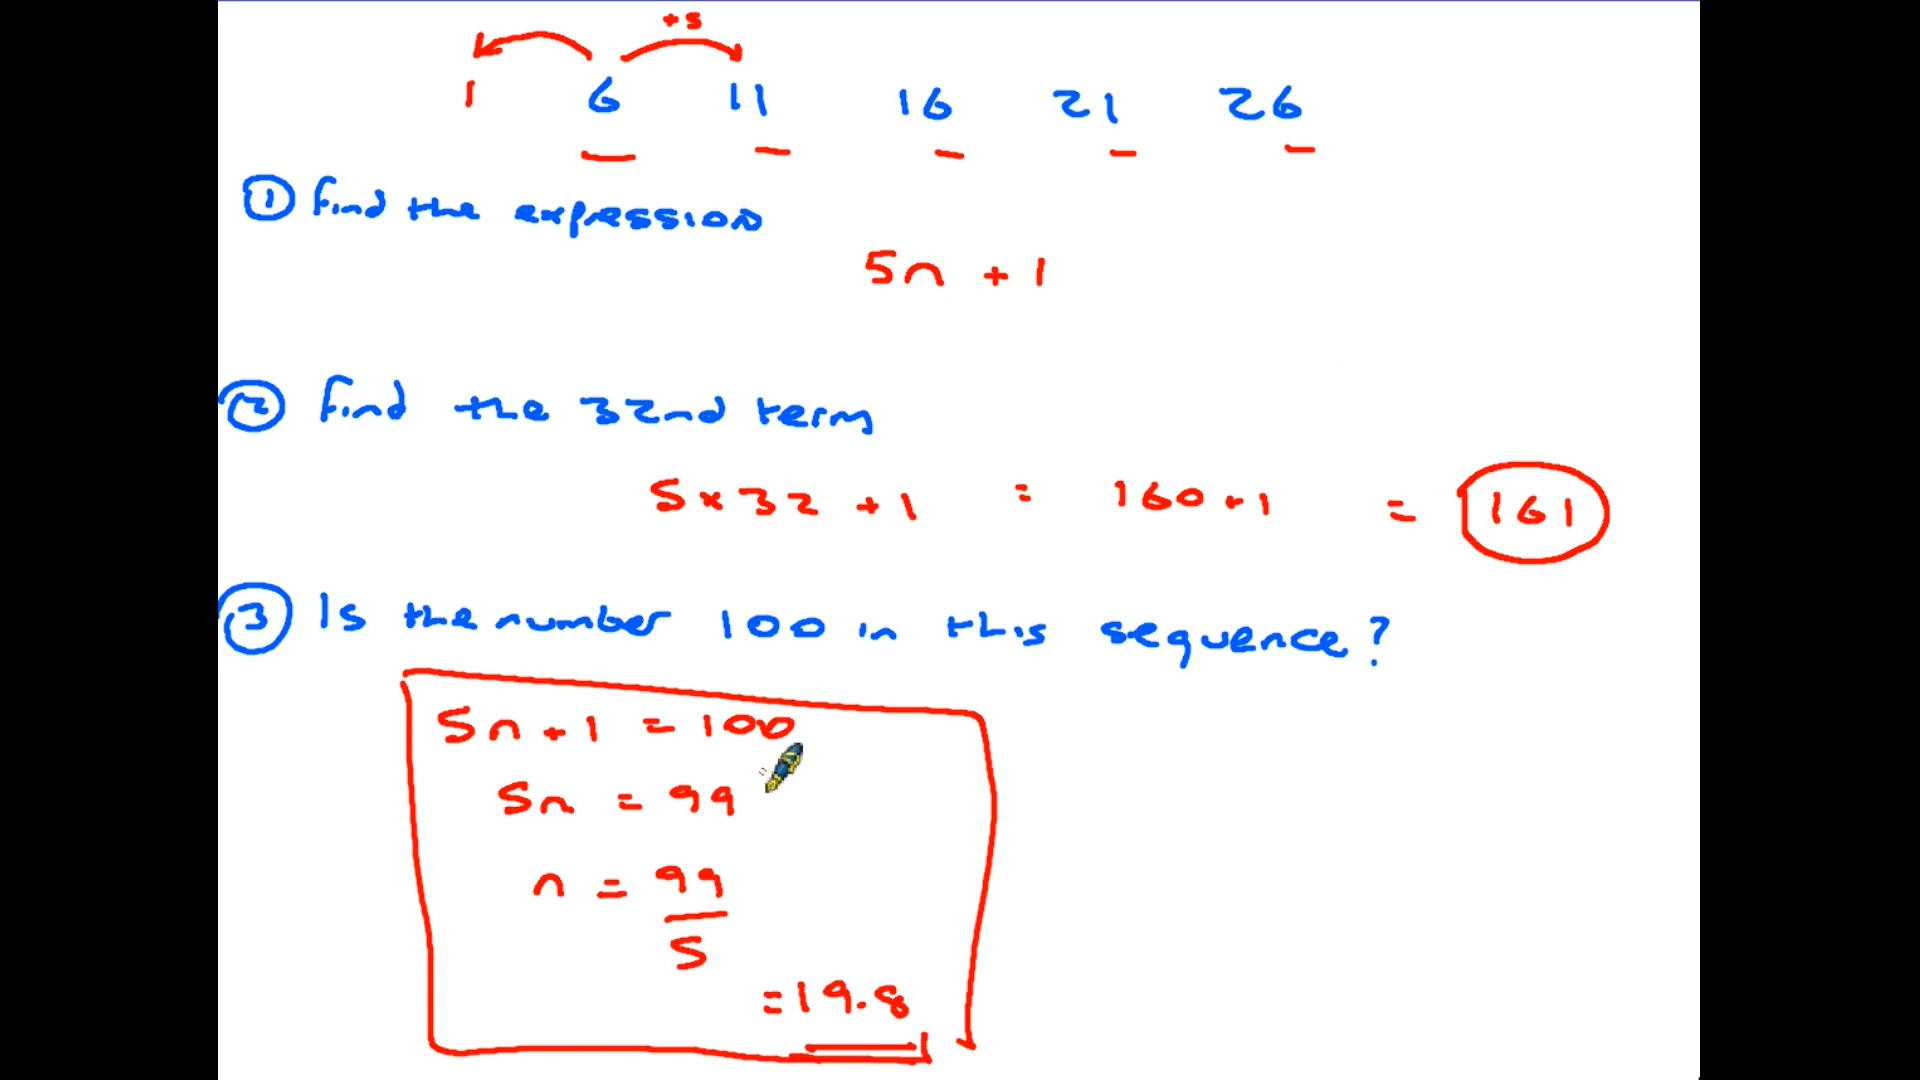 +5
1 6 11 16 21 26
① find the expression
5n + 1
② find the 32nd term
5 × 32 + 1 = 160 + 1 = 161
③ Is the number 100 in this sequence?
5n + 1 = 100
5n = 99
n = 99
5
= 19.8